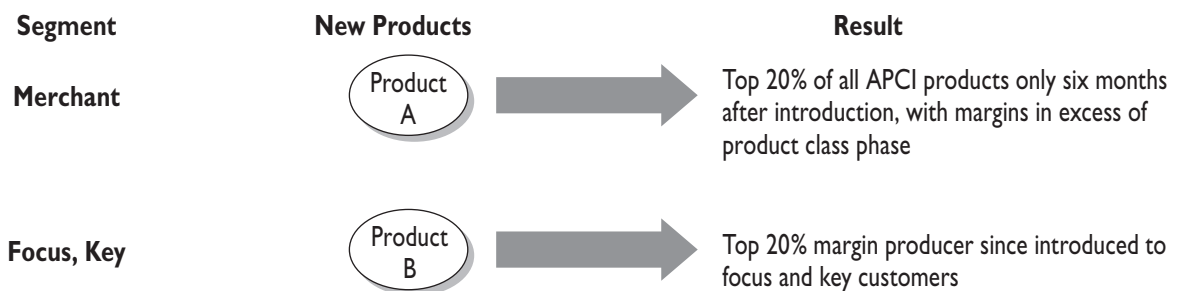 Segment
New Products
Result
Merchant
Product
A
Top 20% of all APCI products only six months
after introduction, with margins in excess of
product class phase
Focus, Key
Product
B
Top 20% margin producer since introduced to
focus and key customers